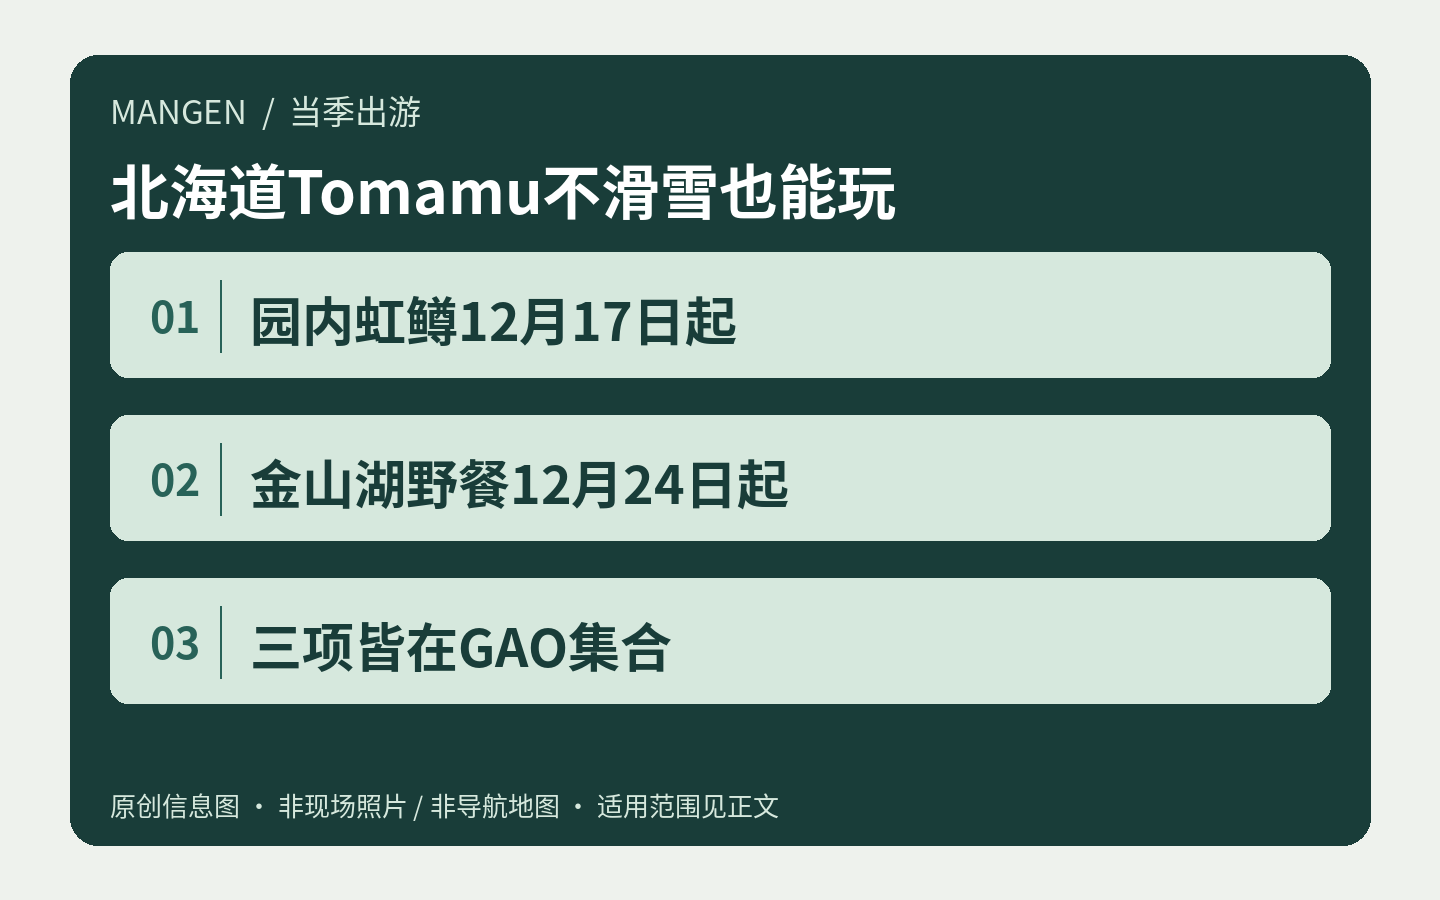 MANGEN / 当季出游
北海道Tomamu不滑雪也能玩
01 园内虹鳟12月17日起
02 金山湖野餐12月24日起
03 三项皆在GAO集合
原创信息图 · 非现场照片 / 非导航地图 · 适用范围见正文